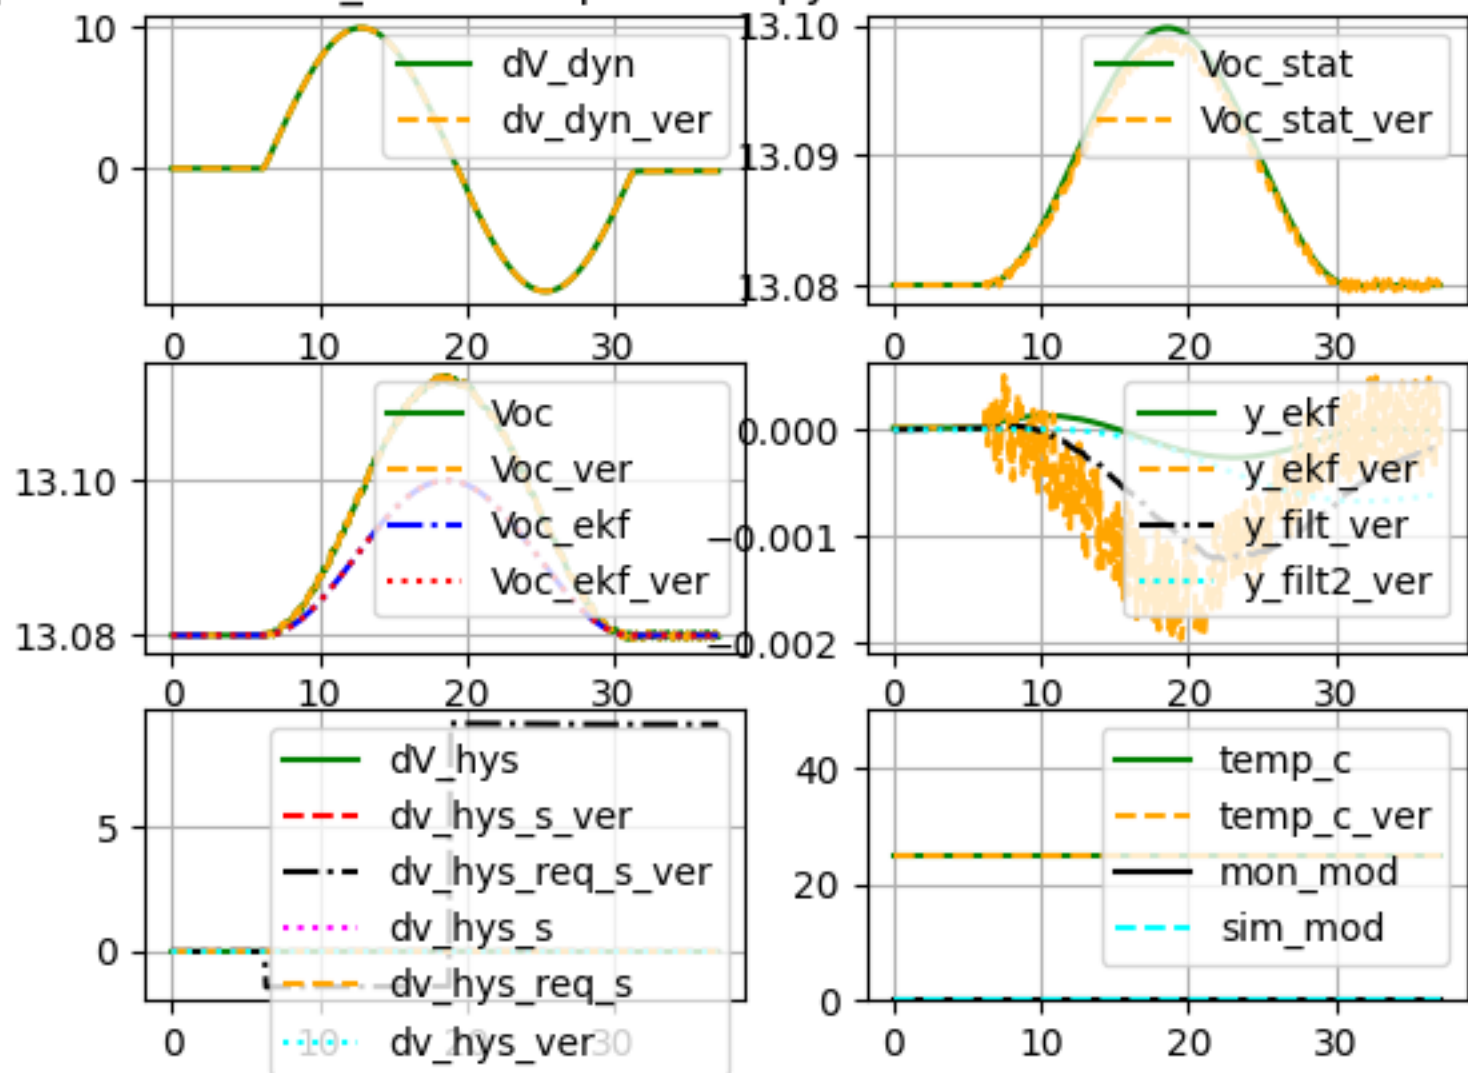 10
0
dV_dyn
dv_dyn_ver
0 10 20 30
13.10
13.09
13.08
Voc_stat
Voc_stat_ver
0 10 20 30
13.10
13.08
Voc
Voc_ver
Voc_ekf
Voc_ekf_ver
0 10 20 30
0.000
−0.001
−0.002
y_ekf
y_ekf_ver
y_filt_ver
y_filt2_ver
0 10 20 30
5
0
dV_hys
dv_hys_s_ver
dv_hys_req_s_ver
dv_hys_s
dv_hys_req_s
dv_hys_ver
0 10 20 30
40
20
0
temp_c
temp_c_ver
mon_mod
sim_mod
0 10 20 30